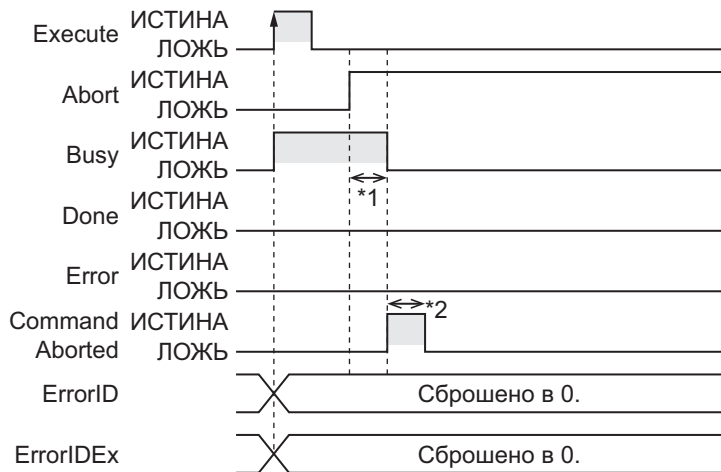 Execute ИСТИНА
ЛОЖЬ
Abort ИСТИНА
ЛОЖЬ
Busy ИСТИНА
ЛОЖЬ
*1
Done ИСТИНА
ЛОЖЬ
Error ИСТИНА
ЛОЖЬ
*2
Command ИСТИНА
Aborted ЛОЖЬ
ErrorID Сброшено в 0.
ErrorIDEx Сброшено в 0.